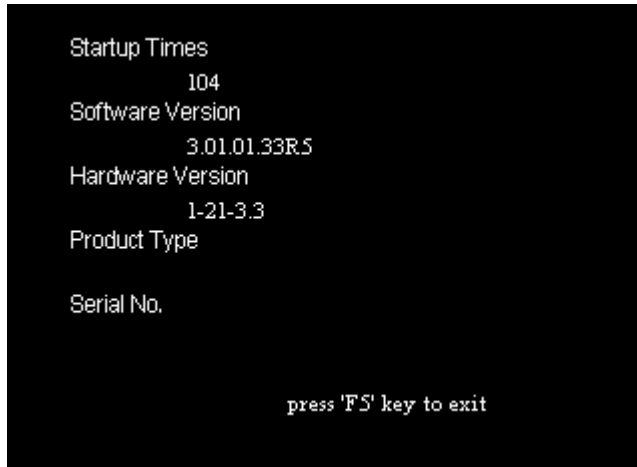 Startup Times
104
Software Version
3.01.01.33R5
Hardware Version
1-21-3.3
Product Type
Serial No.
press 'F5' key to exit